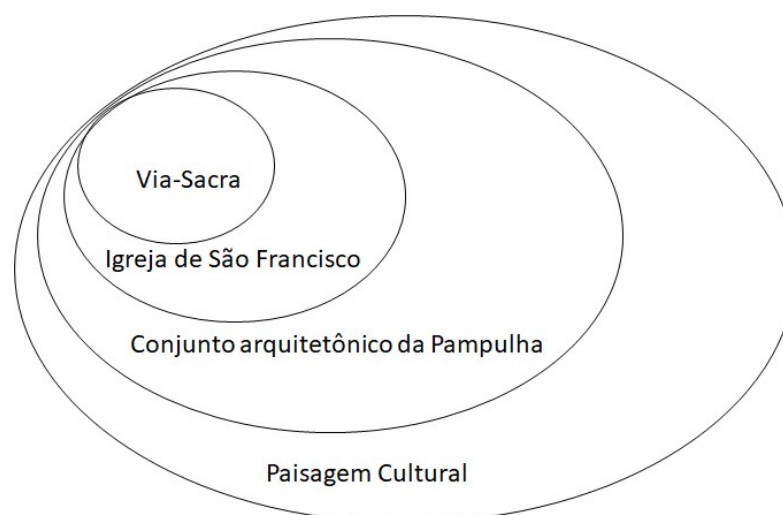 Via-Sacra
Igreja de São Francisco
Conjunto arquitetônico da Pampulha
Paisagem Cultural